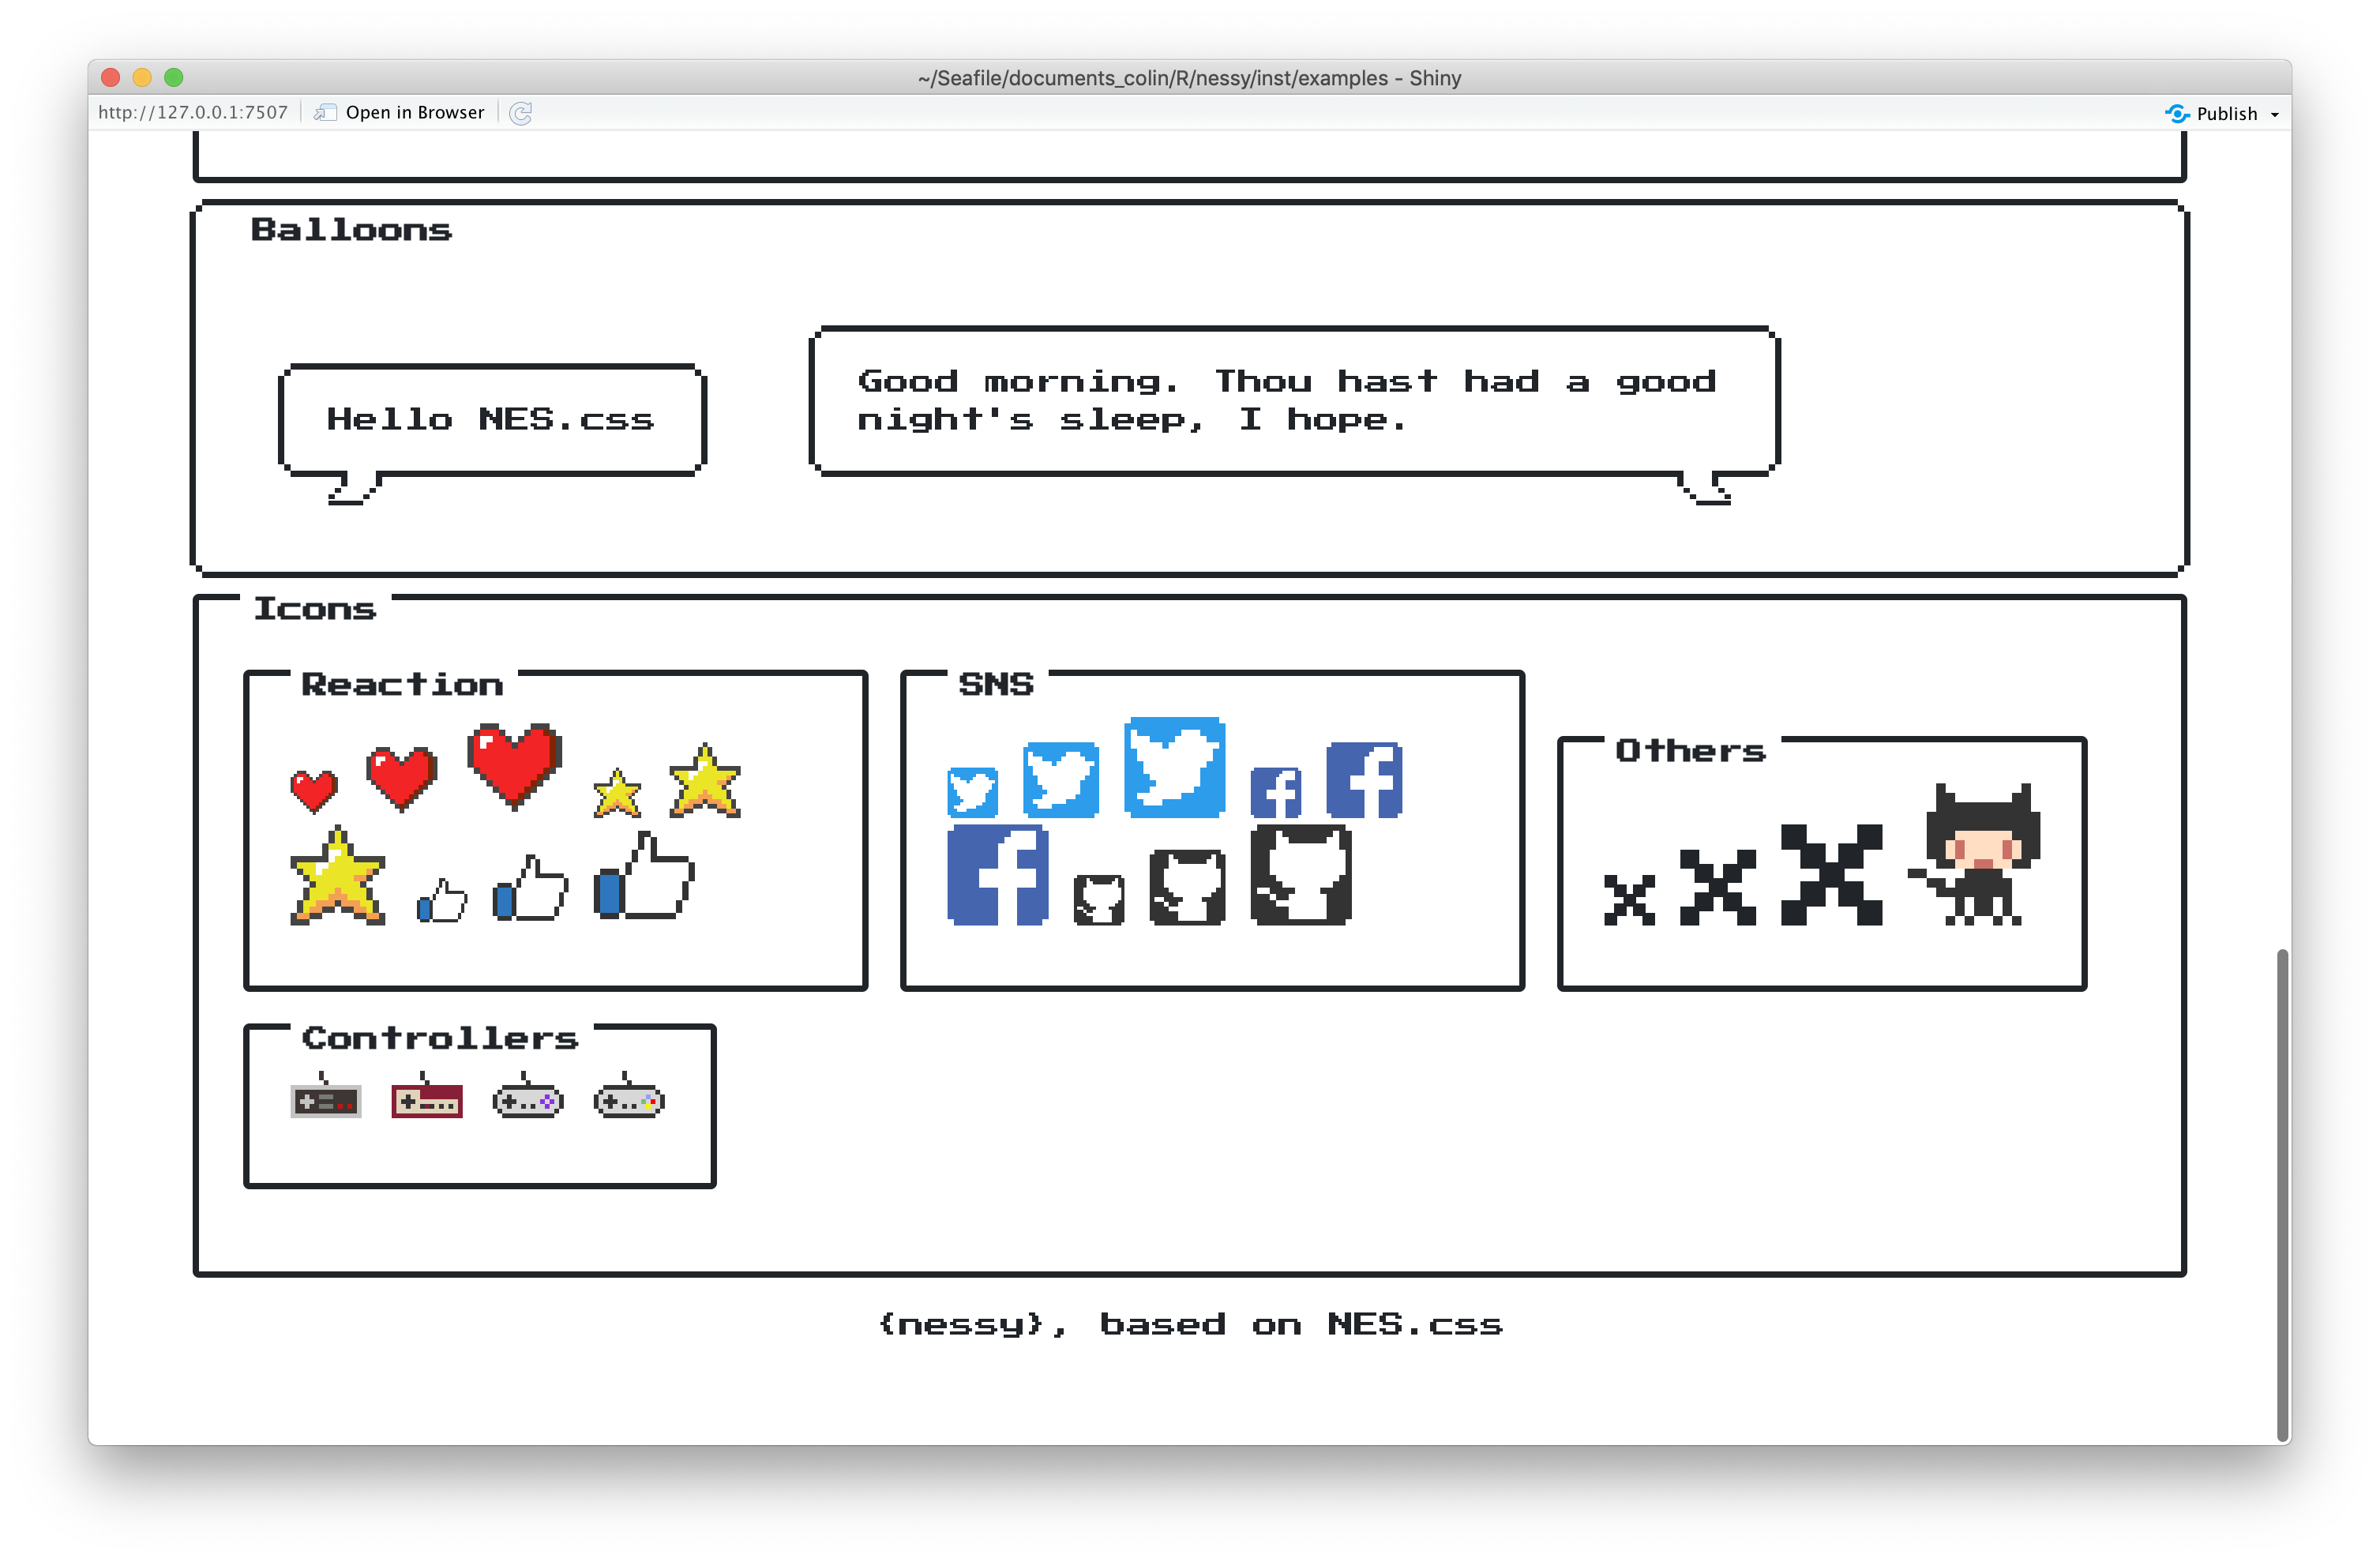 ~/Seafile/documents_colin/R/nessy/inst/examples - Shiny
http://127.0.0.1:7507 Open in Browser Publish
Balloons
Hello NES.css
Good morning. Thou hast had a good
night's sleep, I hope.
Icons
Reaction
SNS
Others
Controllers
{nessy}, based on NES.css